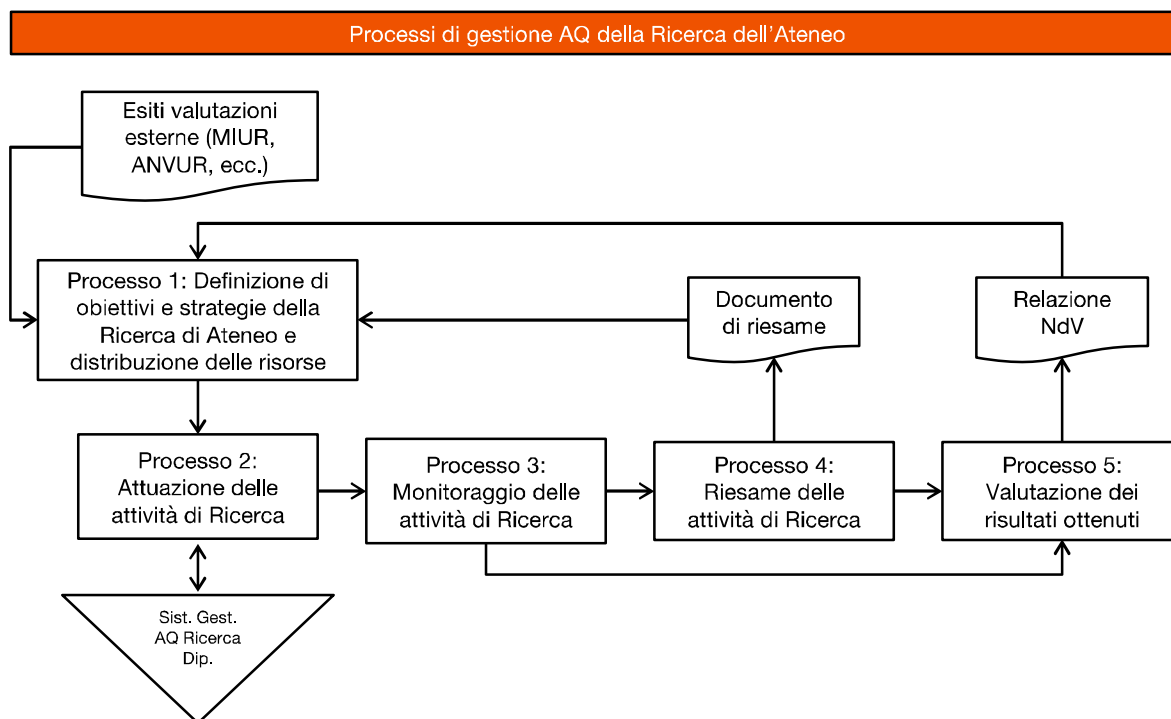 Processi di gestione AQ della Ricerca dell'Ateneo
Esiti valutazioni
esterne (MIUR,
ANVUR, ecc.)
Processo 1: Definizione di
obiettivi e strategie della
Ricerca di Ateneo e
distribuzione delle risorse
Documento
di riesame
Relazione
NdV
Processo 2:
Attuazione delle
attività di Ricerca
Processo 3:
Monitoraggio delle
attività di Ricerca
Processo 4:
Riesame delle
attività di Ricerca
Processo 5:
Valutazione dei
risultati ottenuti
Sist. Gest.
AQ Ricerca
Dip.